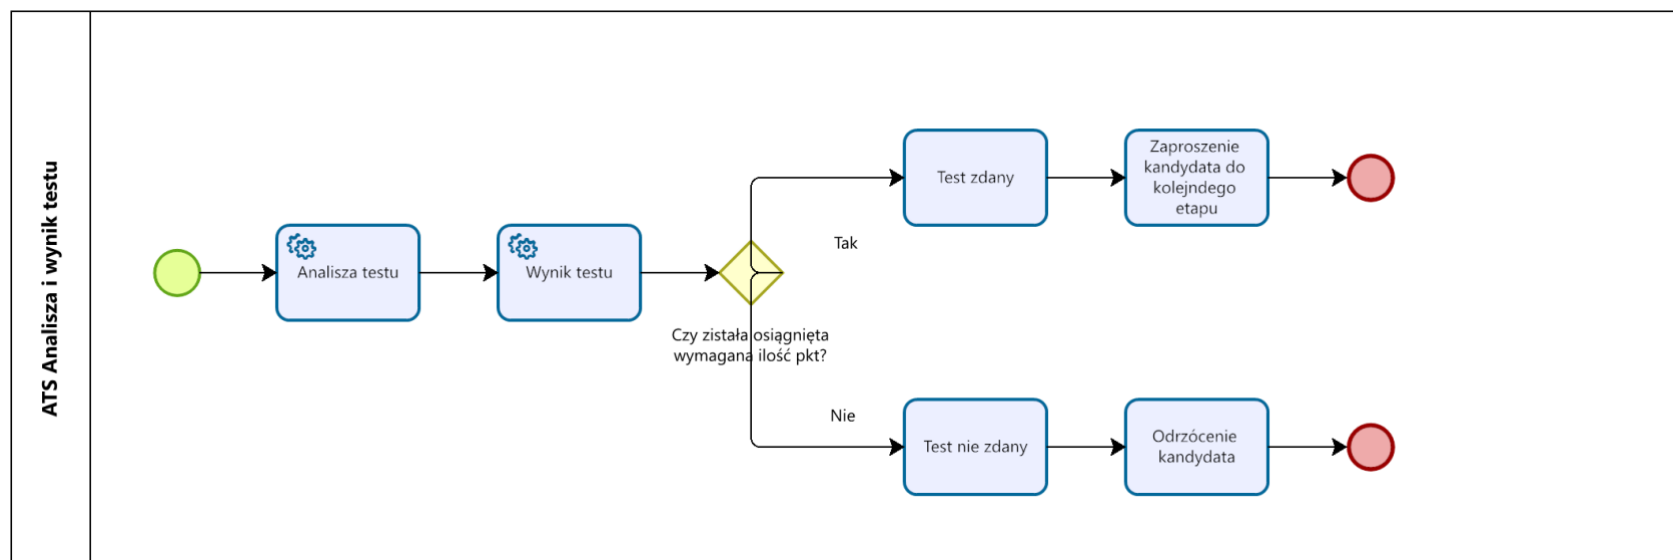 ATS Analisza i wynik testu
Analisza testu
Wynik testu
Czy zistała osiągnięta
wymagana ilość pkt?
Tak
Test zdany
Zaproszenie
kandydata do
kolejndego
etapu
Nie
Test nie zdany
Odrzócenie
kandydata